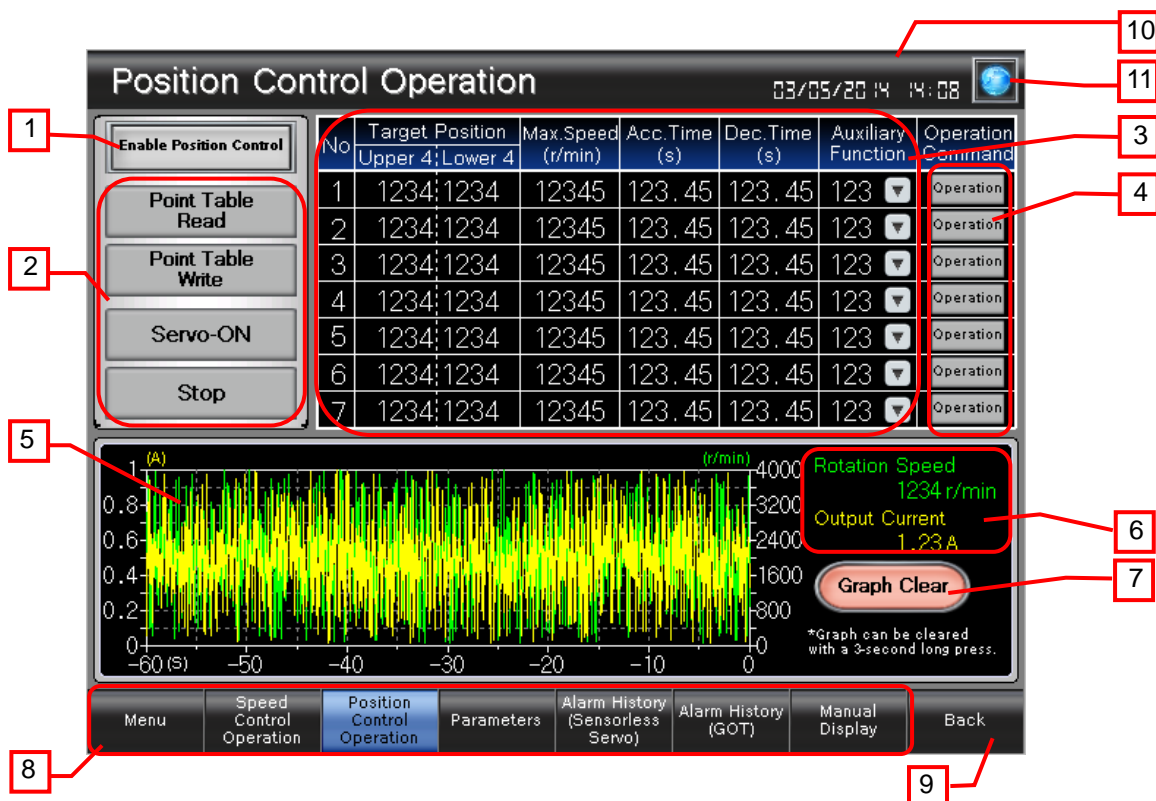 10
Position Control Operation 03/05/2014 14:08
11
1
Enable Position Control
No Target Position Max.Speed Acc.Time Dec.Time Auxiliary Operation
Upper 4 Lower 4 (r/min) (s) (s) Function Command
3
Point Table
Read
1 1234 1234 12345 123.45 123.45 123 Operation
4
2 1234 1234 12345 123.45 123.45 123 Operation
2
Point Table
Write
3 1234 1234 12345 123.45 123.45 123 Operation
4 1234 1234 12345 123.45 123.45 123 Operation
Servo-ON
5 1234 1234 12345 123.45 123.45 123 Operation
6 1234 1234 12345 123.45 123.45 123 Operation
Stop
7 1234 1234 12345 123.45 123.45 123 Operation
5
(A) (r/min)
1 4000
0.8 3200
0.6 2400
0.4 1600
0.2 800
0 0
-60 (S) -50 -40 -30 -20 -10 0
Rotation Speed
1234 r/min
Output Current
1.23 A
6
Graph Clear
7
*Graph can be cleared
with a 3-second long press.
Menu
Speed
Control
Operation
Position
Control
Operation
Parameters
Alarm History
(Sensorless
Servo)
Alarm History
(GOT)
Manual
Display
Back
8
9